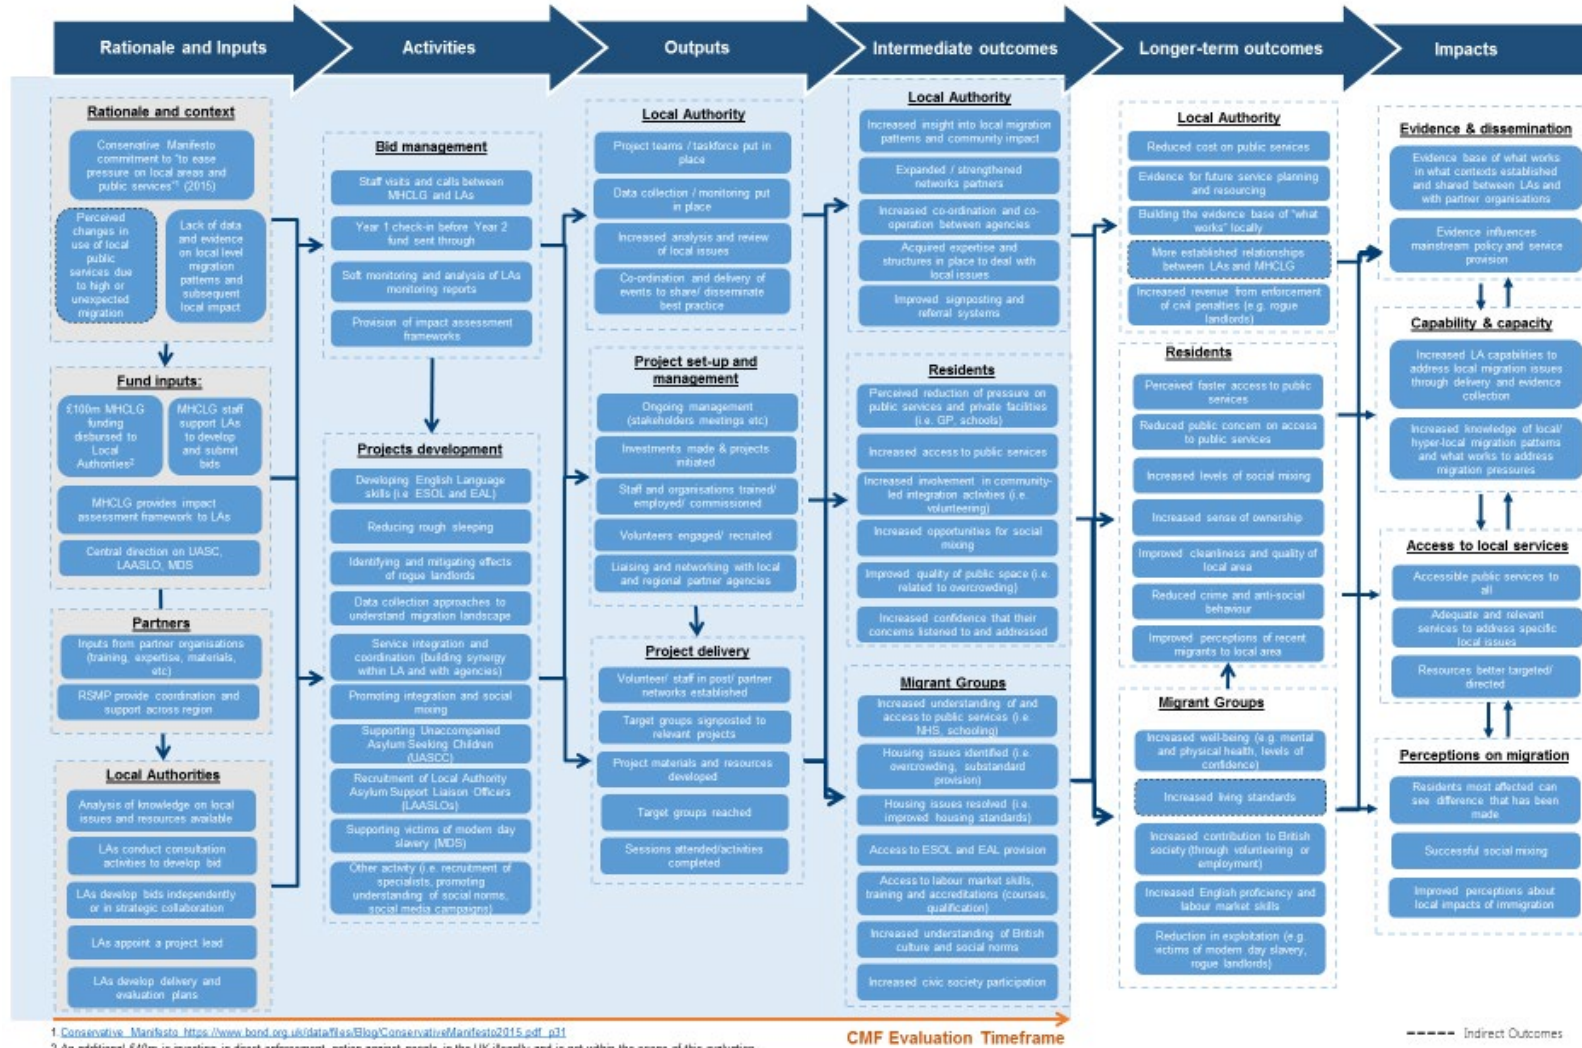 Rationale and Inputs
Activities
Outputs
Intermediate outcomes
Longer-term outcomes
Impacts
Rationale and context
Conservative Manifesto
commitment to "to ease
pressure on local areas and
public services"¹ (2015)
Perceived
changes in
use of local
public
services due
to high or
unexpected
migration
Lack of data
and evidence
on local level
migration
patterns and
subsequent
local impact
Fund inputs:
£100m MHCLG
funding
disbursed to
Local
Authorities²
MHCLG staff
support LAs
to develop
and submit
bids
MHCLG provides impact
assessment framework to LAs
Central direction on UASC,
LAASLO, MDS
Partners
Inputs from partner organisations
(training, expertise, materials,
etc)
RSMP provide coordination and
support across region
Local Authorities
Analysis of knowledge on local
issues and resources available
LAs conduct consultation
activities to develop bid
LAs develop bids independently
or in strategic collaboration
LAs appoint a project lead
LAs develop delivery and
evaluation plans
Bid management
Staff visits and calls between
MHCLG and LAs
Year 1 check-in before Year 2
fund sent through
Soft monitoring and analysis of LAs
monitoring reports
Provision of impact assessment
frameworks
Projects development
Developing English Language
skills (i.e ESOL and EAL)
Reducing rough sleeping
Identifying and mitigating effects
of rogue landlords
Data collection approaches to
understand migration landscape
Service integration and
coordination (building synergy
within LA and with agencies)
Promoting integration and social
mixing
Supporting Unaccompanied
Asylum Seeking Children
(UASCC)
Recruitment of Local Authority
Asylum Support Liaison Officers
(LAASLOs)
Supporting victims of modern day
slavery (MDS)
Other activity (i.e. recruitment of
specialists, promoting
understanding of social norms,
social media campaigns)
Local Authority
Project teams / taskforce put in
place
Data collection / monitoring put
in place
Increased analysis and review
of local issues
Co-ordination and delivery of
events to share/ disseminate
best practice
Project set-up and
management
Ongoing management
(stakeholders meetings etc)
Investments made & projects
initiated
Staff and organisations trained/
employed/ commissioned
Volunteers engaged/ recruited
Liaising and networking with local
and regional partner agencies
Project delivery
Volunteer/ staff in post/ partner
networks established
Target groups signposted to
relevant projects
Project materials and resources
developed
Target groups reached
Sessions attended/activities
completed
Local Authority
Increased insight into local migration
patterns and community impact
Expanded / strengthened
networks partners
Increased co-ordination and co-
operation between agencies
Acquired expertise and
structures in place to deal with
local issues
Improved signposting and
referral systems
Residents
Perceived reduction of pressure on
public services and private facilities
(i.e. GP, schools)
Increased access to public services
Increased involvement in community-
led integration activities (i.e.
volunteering)
Increased opportunities for social
mixing
Improved quality of public space (i.e.
related to overcrowding)
Increased confidence that their
concerns listened to and addressed
Migrant Groups
Increased understanding of and
access to public services (i.e.
NHS, schooling)
Housing issues identified (i.e.
overcrowding, substandard
provision)
Housing issues resolved (i.e.
improved housing standards)
Access to ESOL and EAL provision
Access to labour market skills,
training and accreditations (courses,
qualification)
Increased understanding of British
culture and social norms
Increased civic society participation
Local Authority
Reduced cost on public services
Evidence for future service planning
and resourcing
Building the evidence base of "what
works" locally
More established relationships
between LAs and MHCLG
Increased revenue from enforcement
of civil penalties (e.g. rogue
landlords)
Residents
Perceived faster access to public
services
Reduced public concern on access
to public services
Increased levels of social mixing
Increased sense of ownership
Improved cleanliness and quality of
local area
Reduced crime and anti-social
behaviour
Improved perceptions of recent
migrants to local area
Migrant Groups
Increased well-being (e.g. mental
and physical health, levels of
confidence)
Increased living standards
Increased contribution to British
society (through volunteering or
employment)
Increased English proficiency and
labour market skills
Reduction in exploitation (e.g.
victims of modern day slavery,
rogue landlords)
Evidence & dissemination
Evidence base of what works
in what contexts established
and shared between LAs and
with partner organisations
Evidence influences
mainstream policy and service
provision
Capability & capacity
Increased LA capabilities to
address local migration issues
through delivery and evidence
collection
Increased knowledge of local/
hyper-local migration patterns
and what works to address
migration pressures
Access to local services
Accessible public services to
all
Adequate and relevant
services to address specific
local issues
Resources better targeted/
directed
Perceptions on migration
Residents most affected can
see difference that has been
made
Successful social mixing
Improved perceptions about
local impacts of immigration
1. Conservative Manifesto https://www.bond.org.uk/data/files/Blog/ConservativeManifesto2015.pdf p31
CMF Evaluation Timeframe
Indirect Outcomes